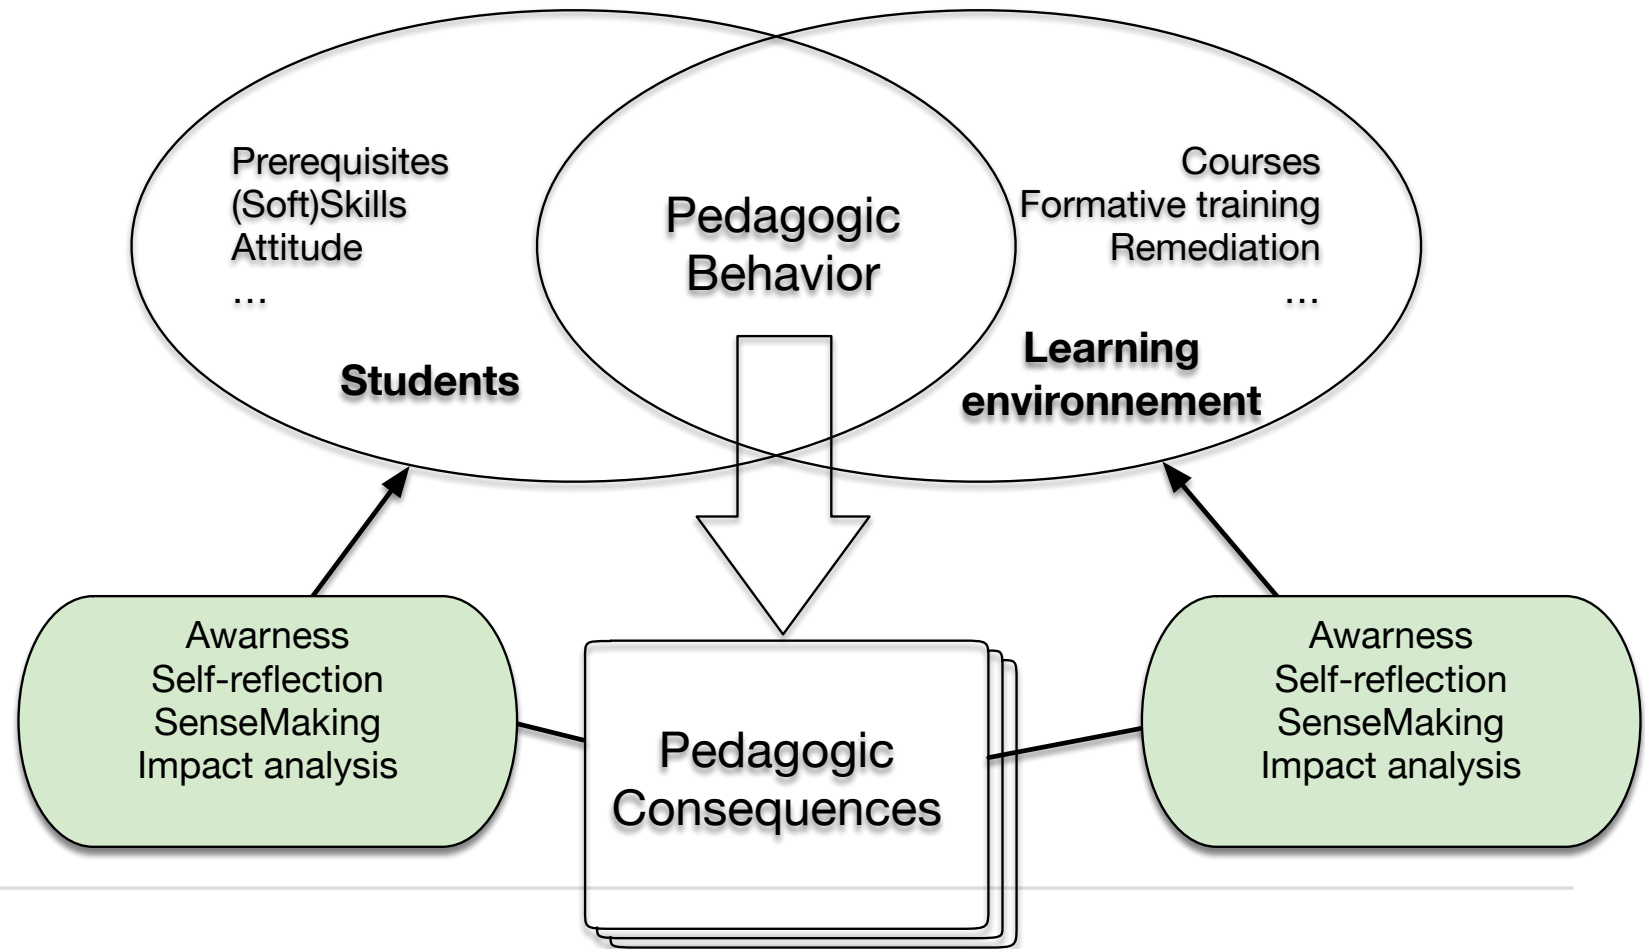 Prerequisites
(Soft)Skills
Attitude
...
Students
Pedagogic
Behavior
Courses
Formative training
Remediation
...
Learning
environnement
Awarness
Self-reflection
SenseMaking
Impact analysis
Pedagogic
Consequences
Awarness
Self-reflection
SenseMaking
Impact analysis